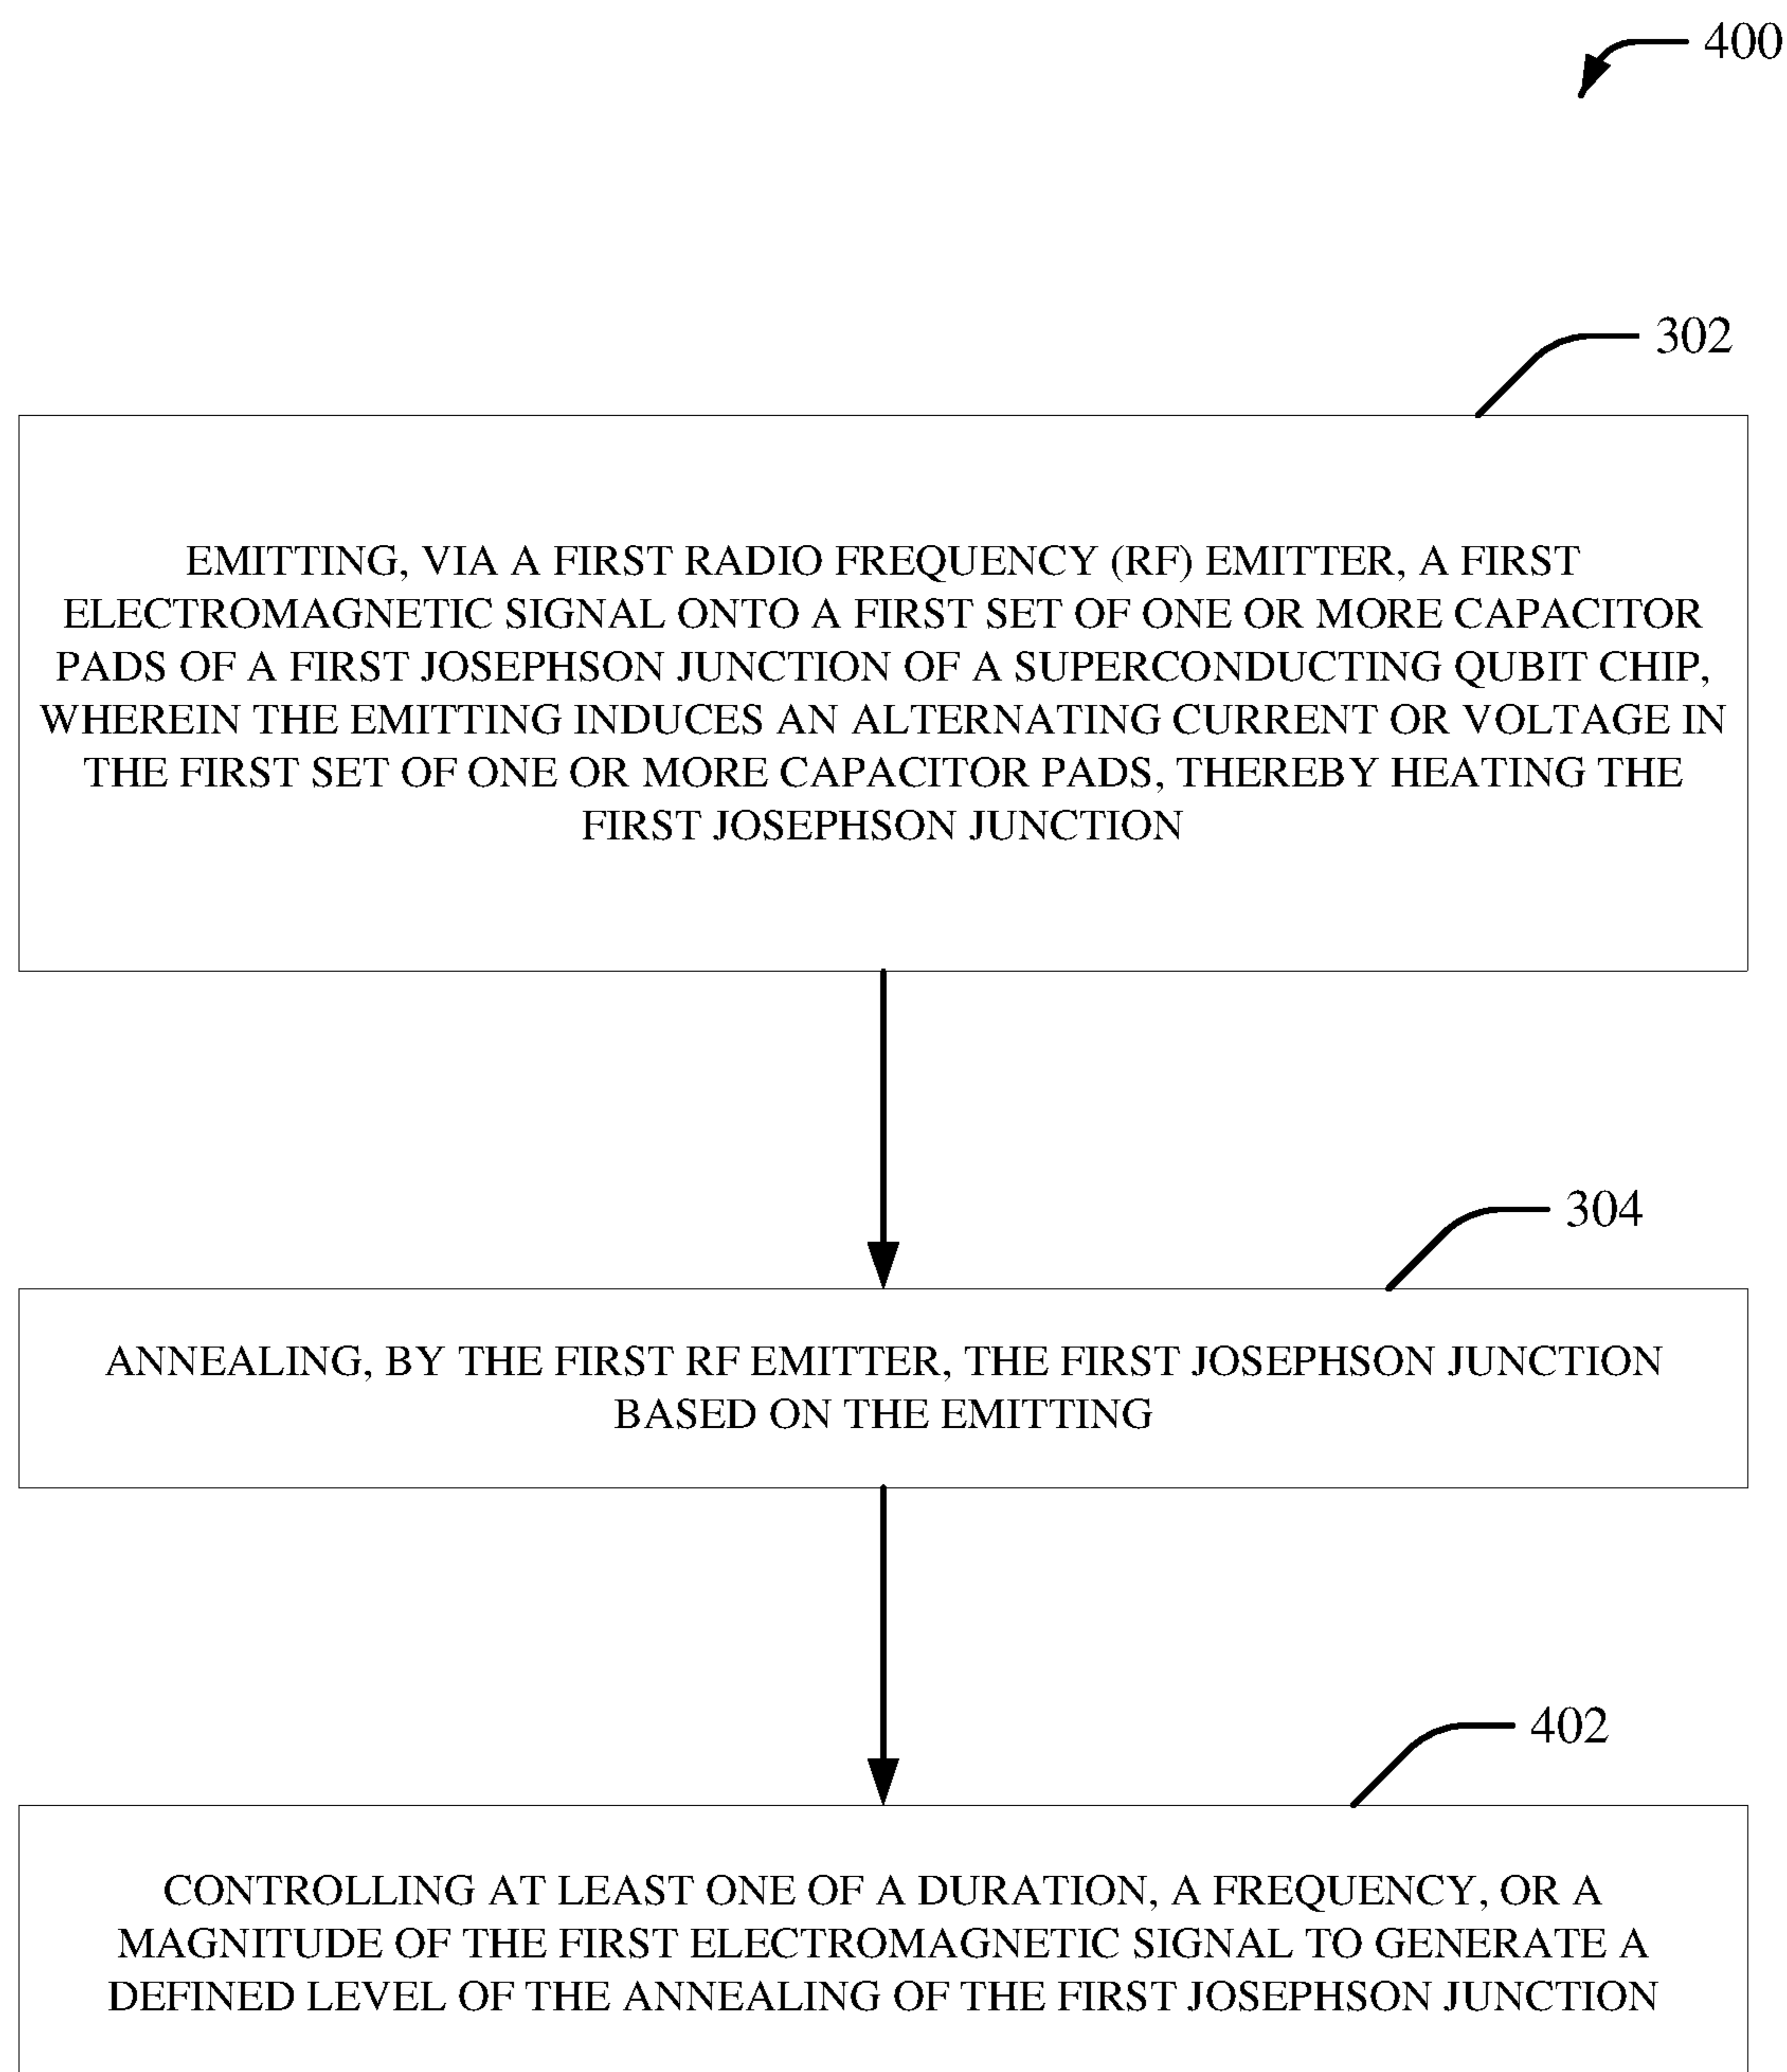 400
302
EMITTING, VIA A FIRST RADIO FREQUENCY (RF) EMITTER, A FIRST
ELECTROMAGNETIC SIGNAL ONTO A FIRST SET OF ONE OR MORE CAPACITOR
PADS OF A FIRST JOSEPHSON JUNCTION OF A SUPERCONDUCTING QUBIT CHIP,
WHEREIN THE EMITTING INDUCES AN ALTERNATING CURRENT OR VOLTAGE IN
THE FIRST SET OF ONE OR MORE CAPACITOR PADS, THEREBY HEATING THE
FIRST JOSEPHSON JUNCTION
304
ANNEALING, BY THE FIRST RF EMITTER, THE FIRST JOSEPHSON JUNCTION
BASED ON THE EMITTING
402
CONTROLLING AT LEAST ONE OF A DURATION, A FREQUENCY, OR A
MAGNITUDE OF THE FIRST ELECTROMAGNETIC SIGNAL TO GENERATE A
DEFINED LEVEL OF THE ANNEALING OF THE FIRST JOSEPHSON JUNCTION